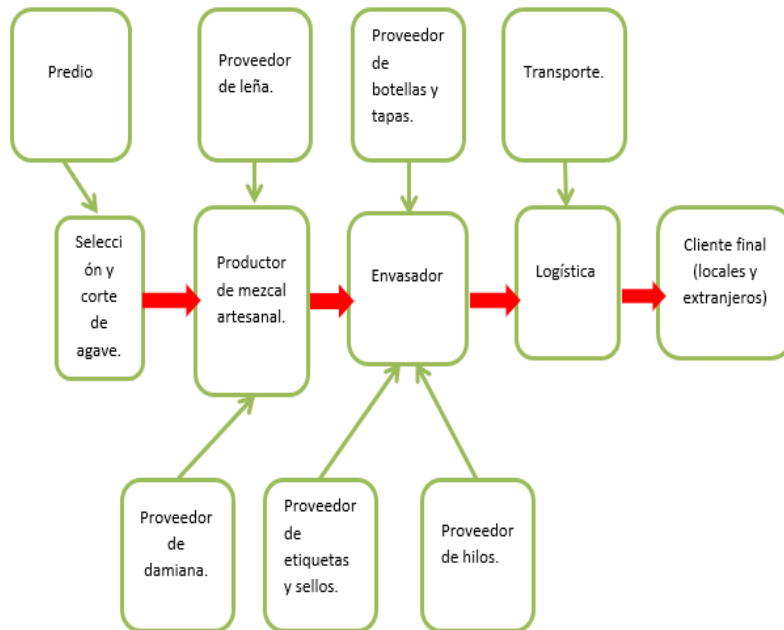 Predio
Proveedor
de leña.
Proveedor
de
botellas y
tapas.
Transporte.
Selecci
ón y
corte
de
agave.
Productor
de mezcal
artesanal.
Envasador
Logística
Cliente final
(locales y
extranjeros)
Proveedor
de
damiana.
Proveedor
de
etiquetas
y sellos.
Proveedor
de hilos.